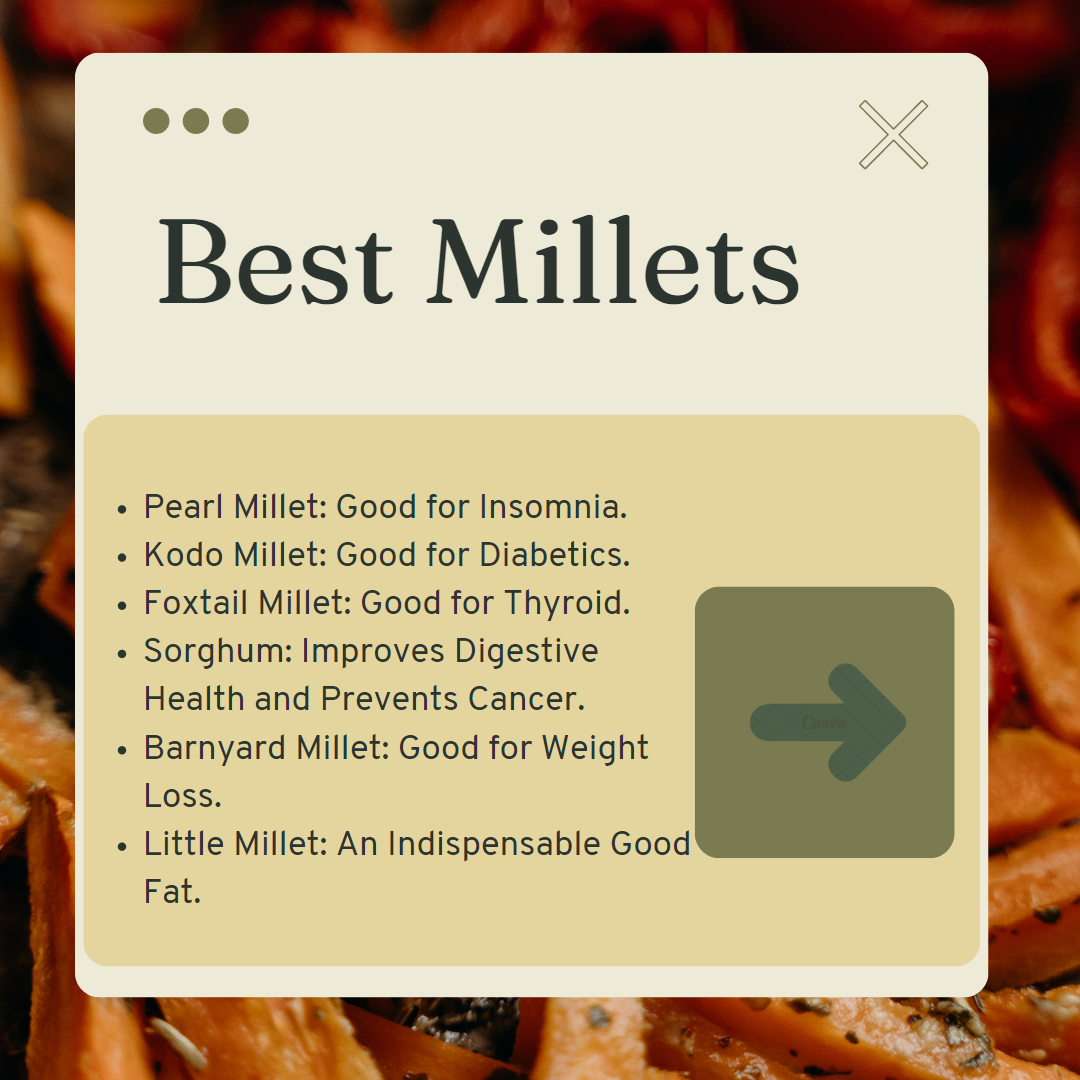 Best Millets
• Pearl Millet: Good for Insomnia.
• Kodo Millet: Good for Diabetics.
• Foxtail Millet: Good for Thyroid.
• Sorghum: Improves Digestive
Health and Prevents Cancer.
• Barnyard Millet: Good for Weight
Loss.
• Little Millet: An Indispensable Good
Fat.
Canva